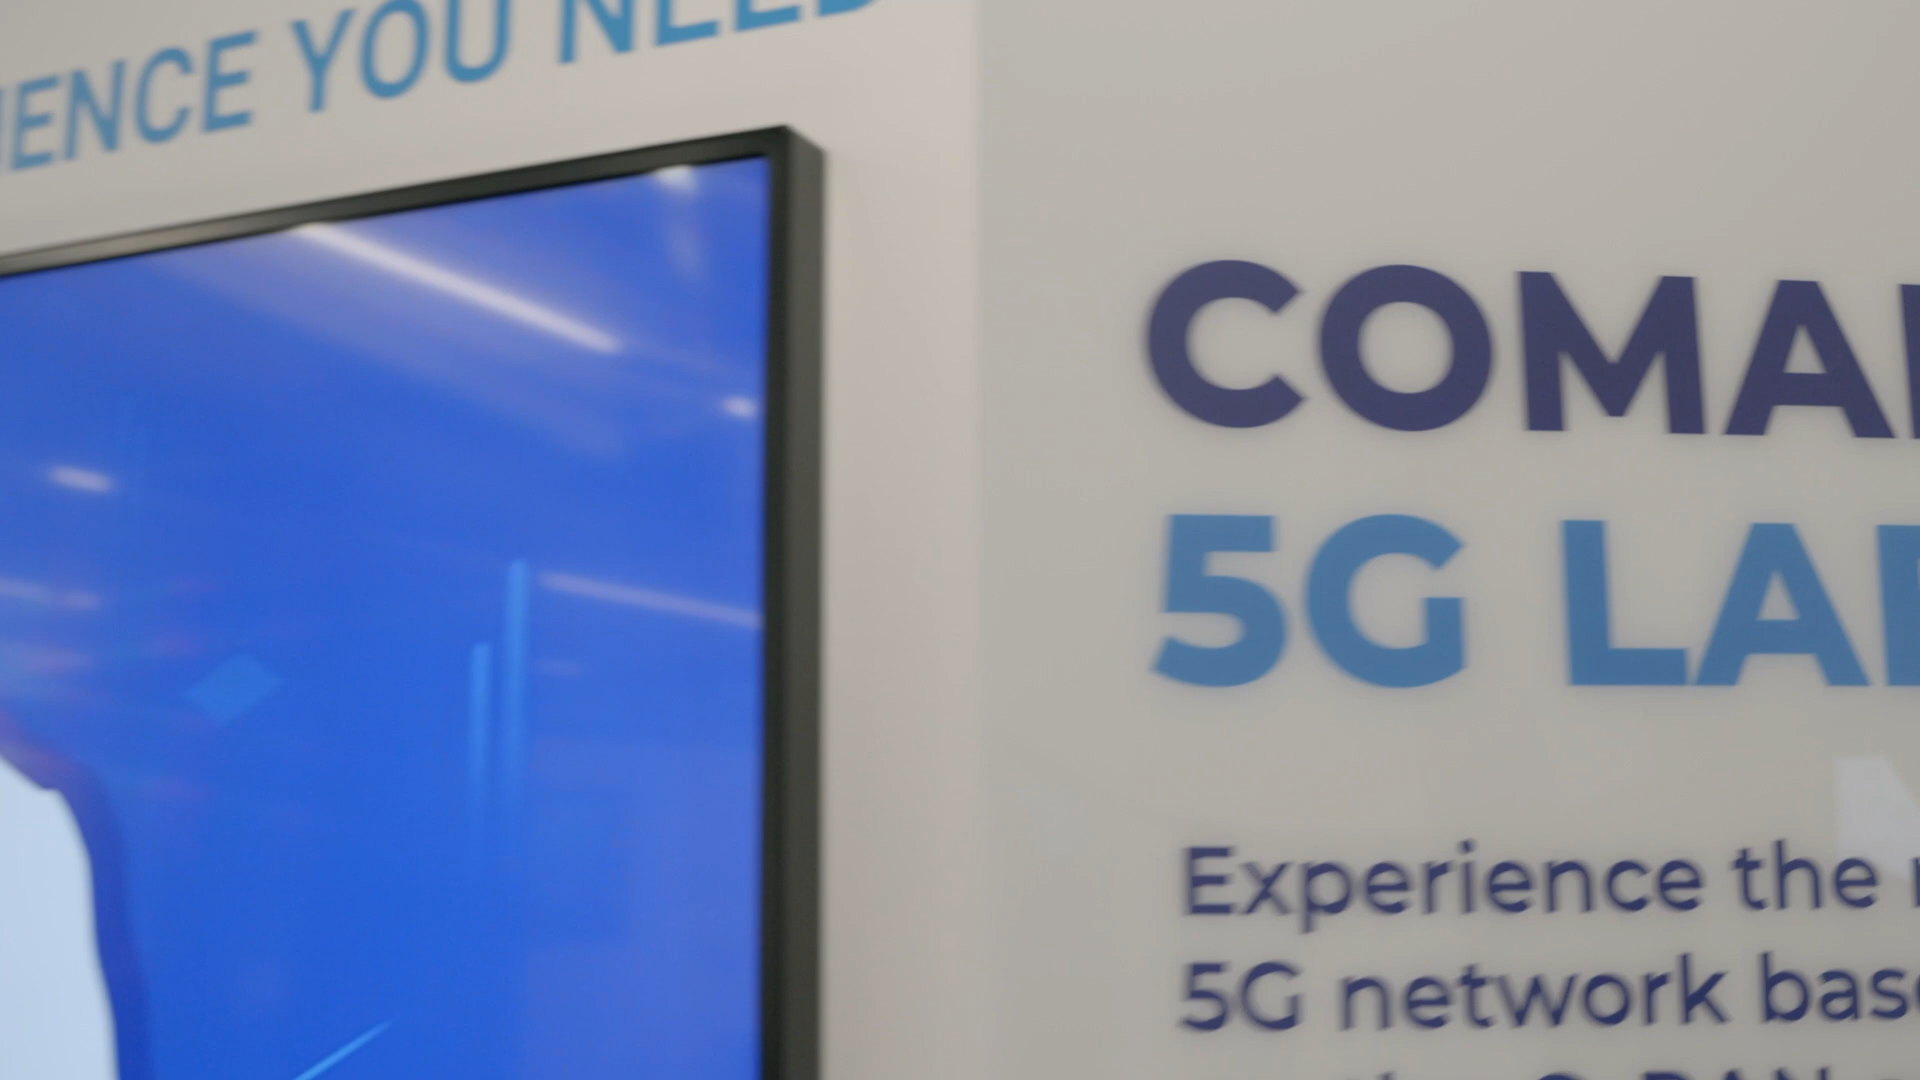 IENCE YOU NEED
COMA
5G LA
Experience the
5G network bas